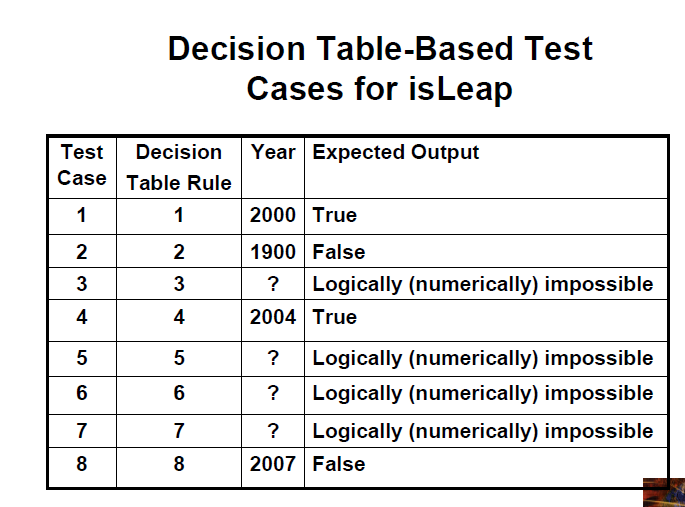 Decision Table-Based Test
Cases for isLeap
Test Case Decision Table Rule Year Expected Output
1 1 2000 True
2 2 1900 False
3 3 ? Logically (numerically) impossible
4 4 2004 True
5 5 ? Logically (numerically) impossible
6 6 ? Logically (numerically) impossible
7 7 ? Logically (numerically) impossible
8 8 2007 False